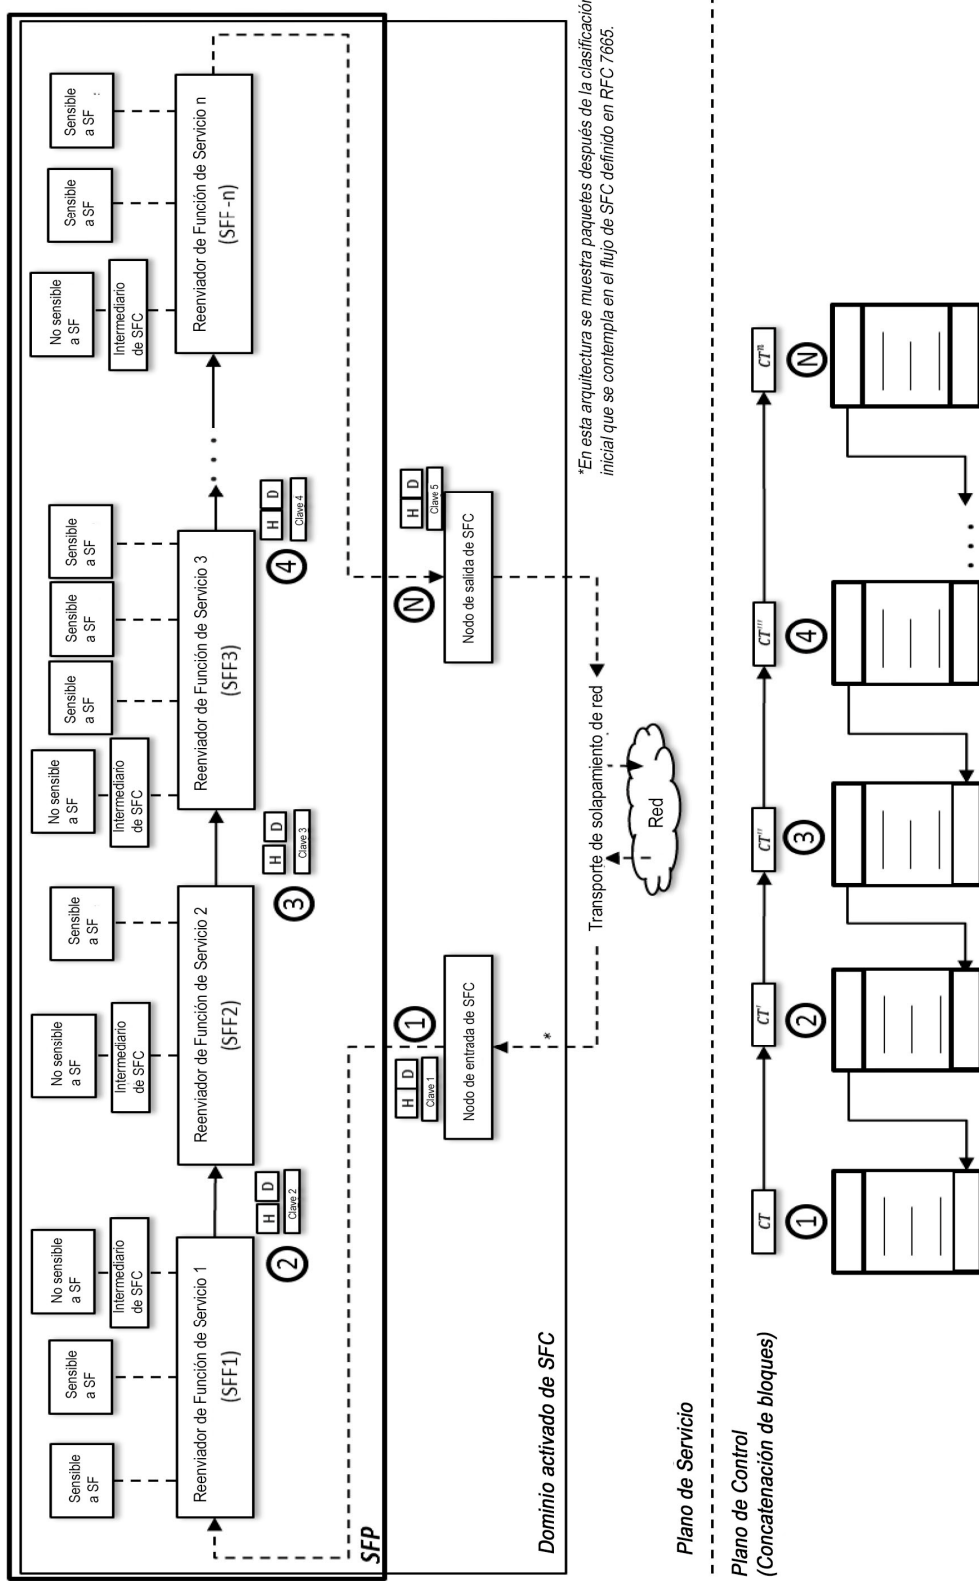 Sensible
a SF
Sensible
a SF
No sensible
a SF
Intermediario
de SFC
Reenviador de Función de Servicio 1
(SFF1)
No sensible
a SF
Intermediario
de SFC
Sensible
a SF
Reenviador de Función de Servicio 2
(SFF2)
No sensible
a SF
Intermediario
de SFC
Sensible
a SF
Sensible
a SF
Sensible
a SF
Renviador de Función de Servicio 3
(SFF3)
. . .
No sensible
a SF
Intermediario
de SFC
Sensible
a SF
Sensible
a SF
Reenviador de Función de Servicio n
(SFF-n)
2
H D
Clave 2
3
H D
Clave 3
4
H D
Clave 4
SFP
H D
Clave 1
1
Nodo de entrada de SFC
N
H D
Clave 5
Nodo de salida de SFC
Dominio activado de SFC
*
Transporte de solapamiento de red
Red
*En esta arquitectura se muestra paquetes después de la clasificación
inicial que se contempla en el flujo de SFC definido en RFC 7665.
Plano de Servicio
Plano de Control
(Concatenación de bloques)
CT
CT'
CT''
CT'''
CTⁿ
1
2
3
4
N
. . .